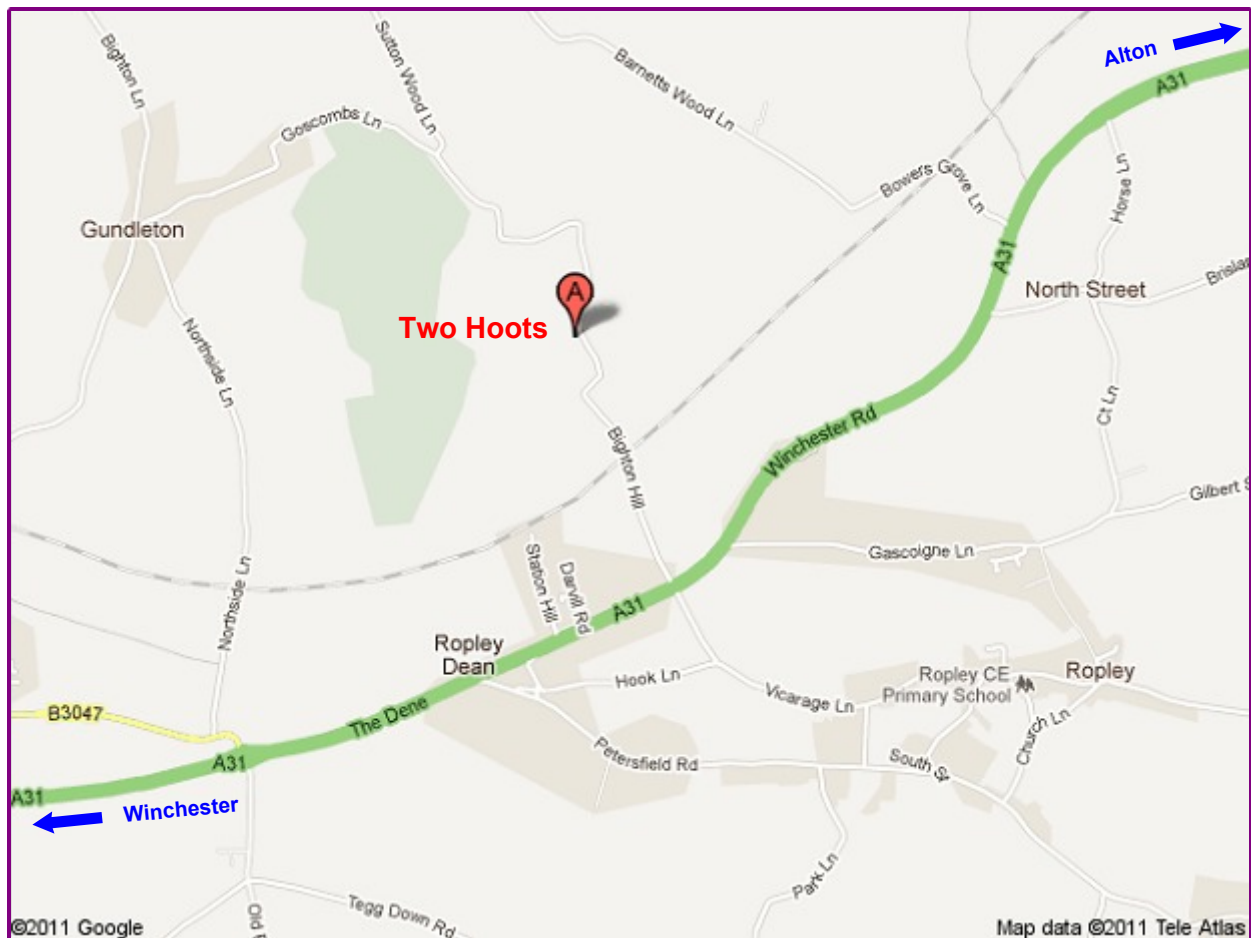 Alton
A31
Bighton Ln
Sutton Wood Ln
Barnetts Wood Ln
Goscombs Ln
Bowers Grove Ln
Horse Ln
Gundleton
A
Two Hoots
A31
North Street
Northside Ln
Ct Ln
Winchester Rd
Bighton Hill
Gilbert S
Gascoigne Ln
Station Hill
Darvill Rd
A31
Northside Ln
Ropley
Dean
Hook Ln
Vicarage Ln
Ropley CE
Primary School
Ropley
B3047
The Dene
Petersfield Rd
South St
Church Ln
A31
A31
Winchester
Park Ln
Tegg Down Rd
Old
©2011 Google
Map data ©2011 Tele Atlas